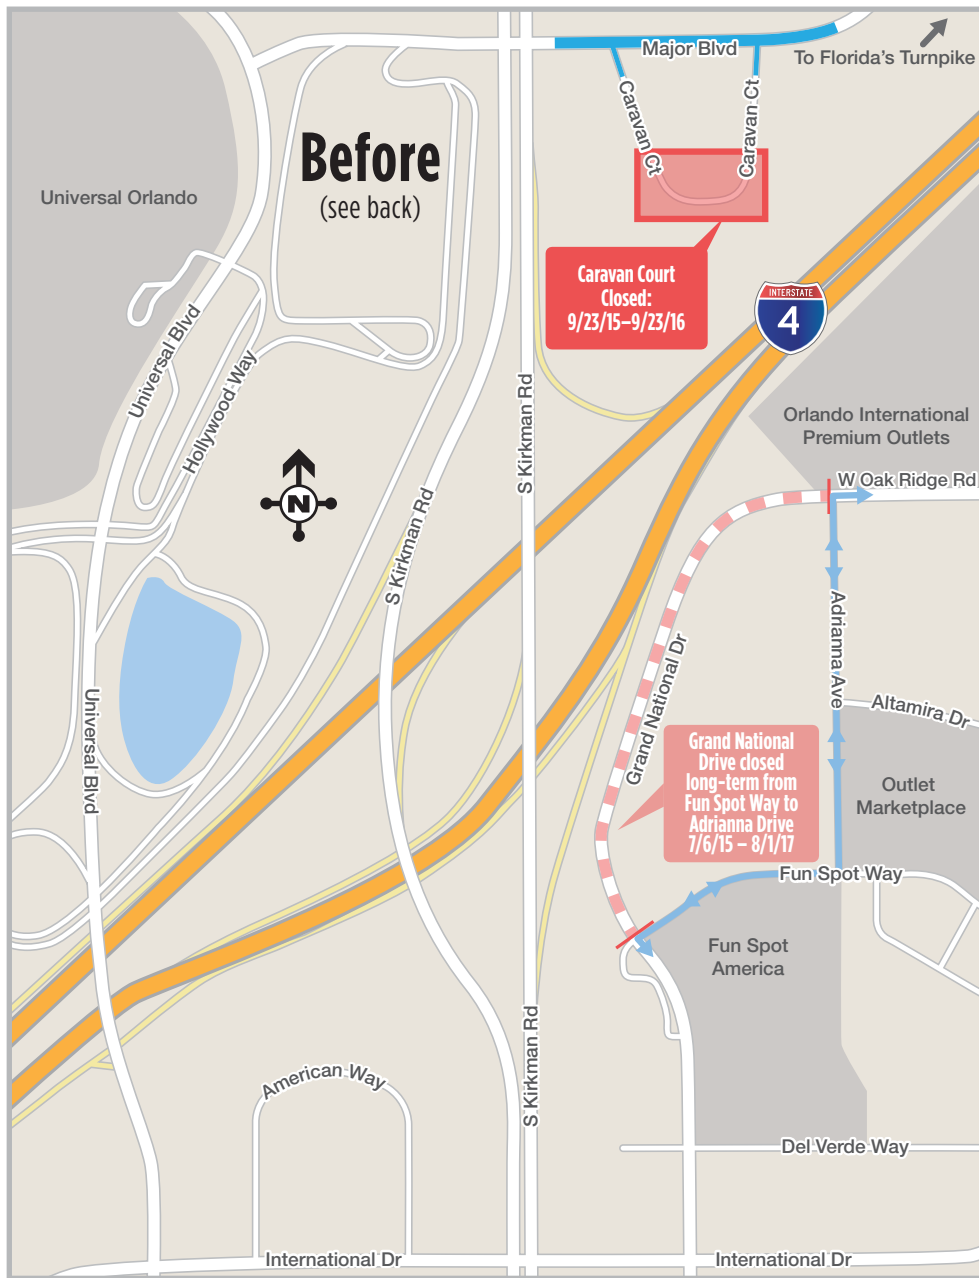 Major Blvd
To Florida's Turnpike
Caravan Ct
Caravan Ct
Before
(see back)
Universal Orlando
Caravan Court
Closed:
9/23/15–9/23/16
INTERSTATE
4
Universal Blvd
Hollywood Way
S Kirkman Rd
Orlando International
Premium Outlets
W Oak Ridge Rd
N
S Kirkman Rd
Adrianna Ave
Grand National Dr
Altamira Dr
Universal Blvd
Grand National
Drive closed
long-term from
Fun Spot Way to
Adrianna Drive
7/6/15 – 8/1/17
Outlet
Marketplace
Fun Spot Way
Fun Spot
America
S Kirkman Rd
American Way
Del Verde Way
International Dr
International Dr